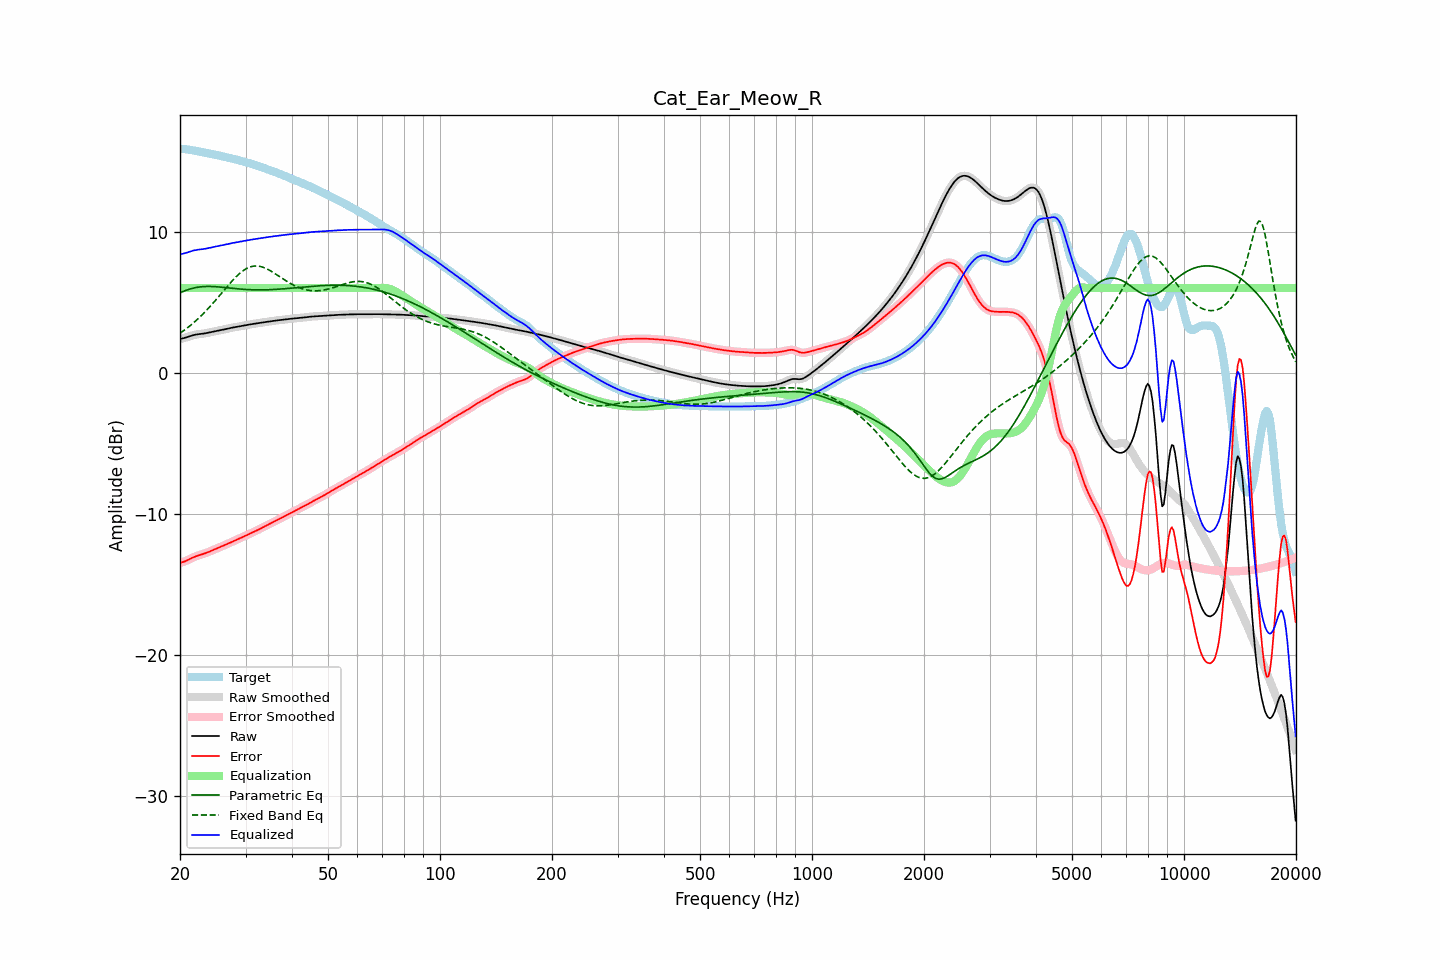 Cat_Ear_Meow_R
Amplitude (dBr)
10
0
−10
−20
−30
Target
Raw Smoothed
Error Smoothed
Raw
Error
Equalization
Parametric Eq
Fixed Band Eq
Equalized
20 50 100 200 500 1000 2000 5000 10000 20000
Frequency (Hz)